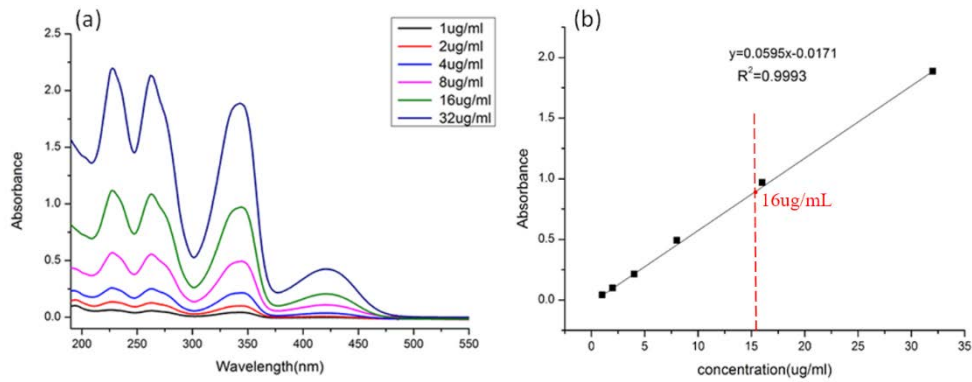 (a)
2.5
2.0
1.5
1.0
0.5
0.0
Absorbance
200 250 300 350 400 450 500 550
Wavelength(nm)
1ug/ml
2ug/ml
4ug/ml
8ug/ml
16ug/ml
32ug/ml
(b)
y=0.0595x-0.0171
R²=0.9993
2.0
1.5
1.0
0.5
0.0
Absorbance
16ug/mL
0 5 10 15 20 25 30 35
concentration(ug/ml)